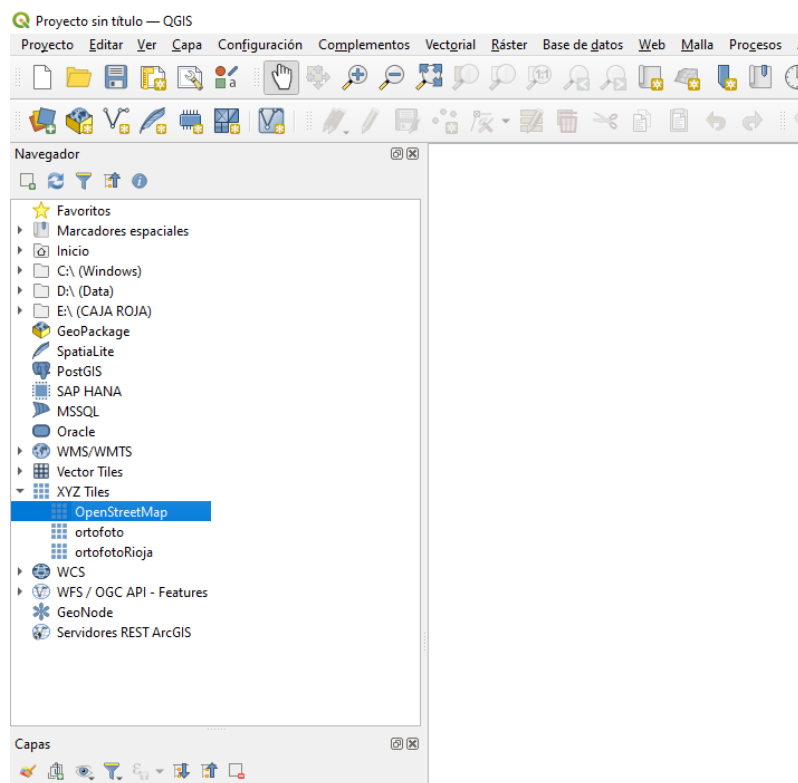 Proyecto sin título — QGIS
Proyecto Editar Ver Capa Configuración Complementos Vectorial Ráster Base de datos Web Malla Procesos
Navegador
Favoritos
Marcadores espaciales
Inicio
C:\ (Windows)
D:\ (Data)
E:\ (CAJA ROJA)
GeoPackage
SpatiaLite
PostGIS
SAP HANA
MSSQL
Oracle
WMS/WMTS
Vector Tiles
XYZ Tiles
OpenStreetMap
ortofoto
ortofotoRioja
WCS
WFS / OGC API - Features
GeoNode
Servidores REST ArcGIS
Capas